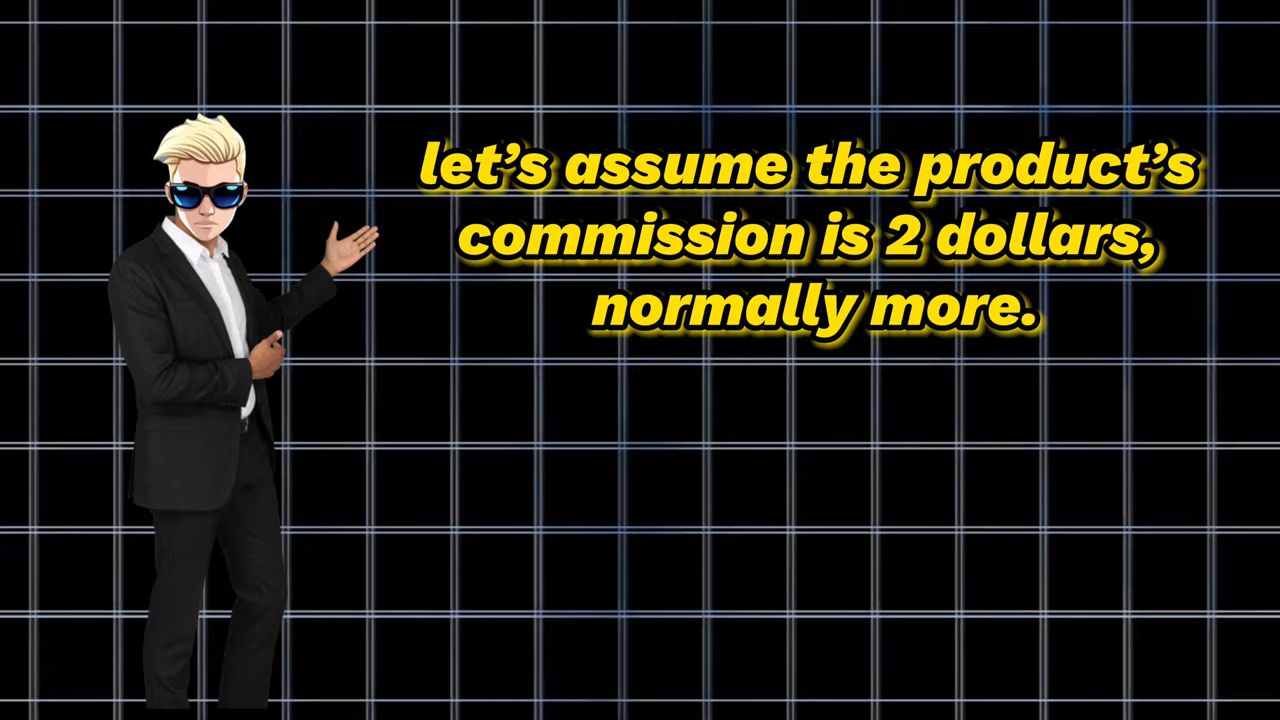 let’s assume the product’s
commission is 2 dollars,
normally more.